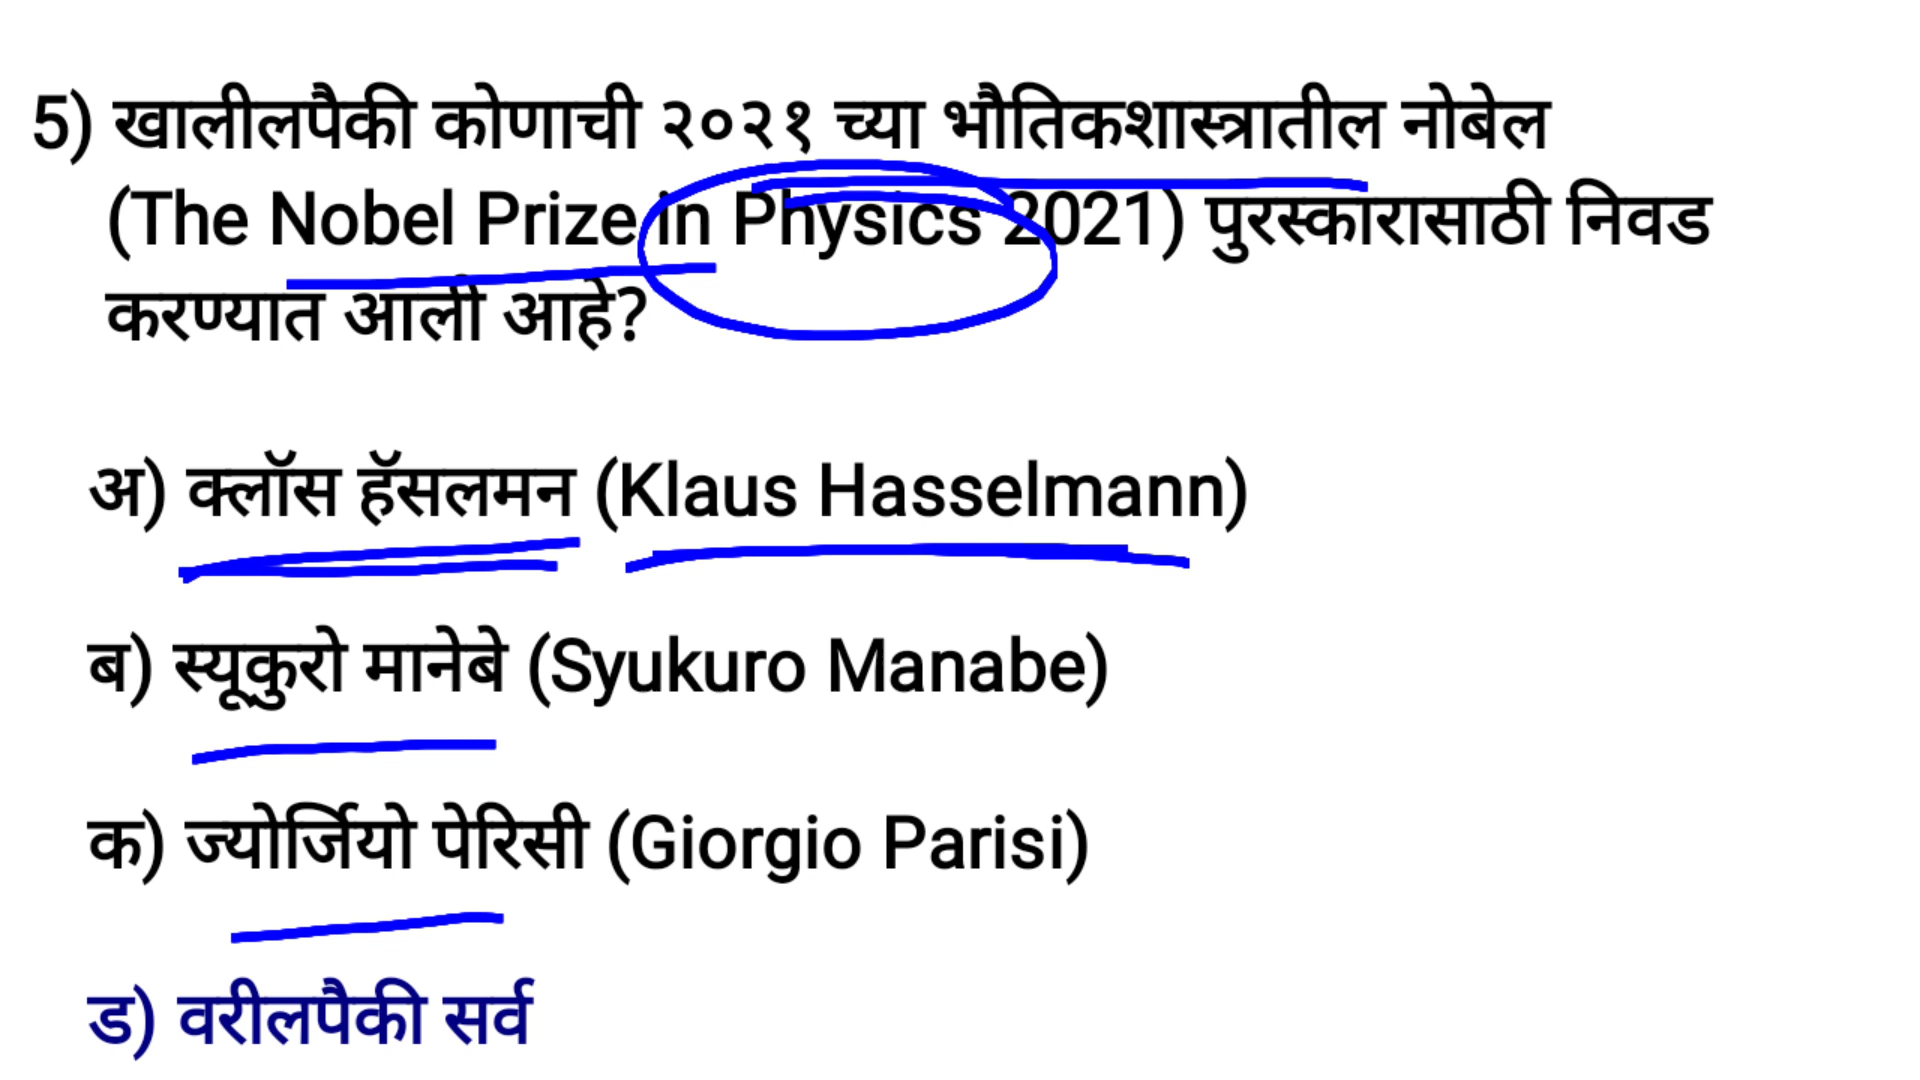 5) खालीलपैकी कोणाची २०२१ च्या भौतिकशास्त्रातील नोबेल
(The Nobel Prize in Physics 2021) पुरस्कारासाठी निवड
करण्यात आली आहे?
अ) क्लॉस हॅसलमन (Klaus Hasselmann)
ब) स्यूकुरो मानेबे (Syukuro Manabe)
क) ज्योर्जियो पेरिसी (Giorgio Parisi)
ड) वरीलपैकी सर्व